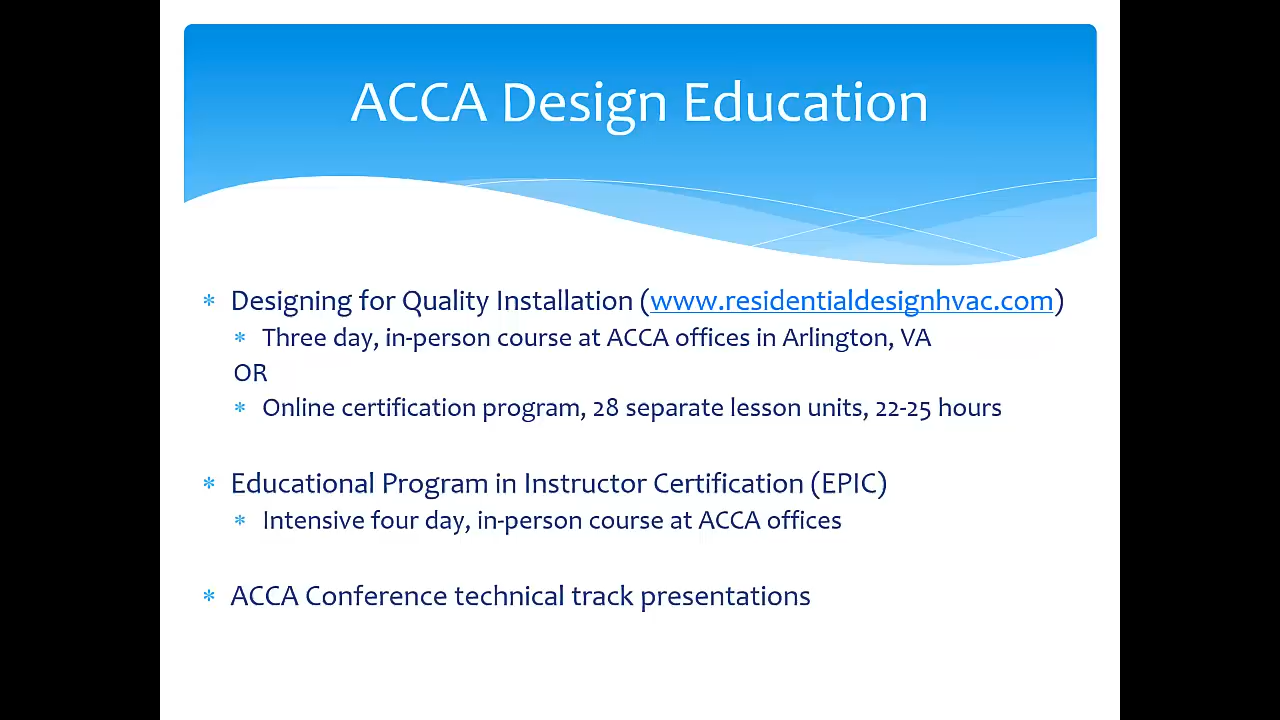 ACCA Design Education
* Designing for Quality Installation (www.residentialdesignhvac.com)
* Three day, in-person course at ACCA offices in Arlington, VA
OR
* Online certification program, 28 separate lesson units, 22-25 hours
* Educational Program in Instructor Certification (EPIC)
* Intensive four day, in-person course at ACCA offices
* ACCA Conference technical track presentations